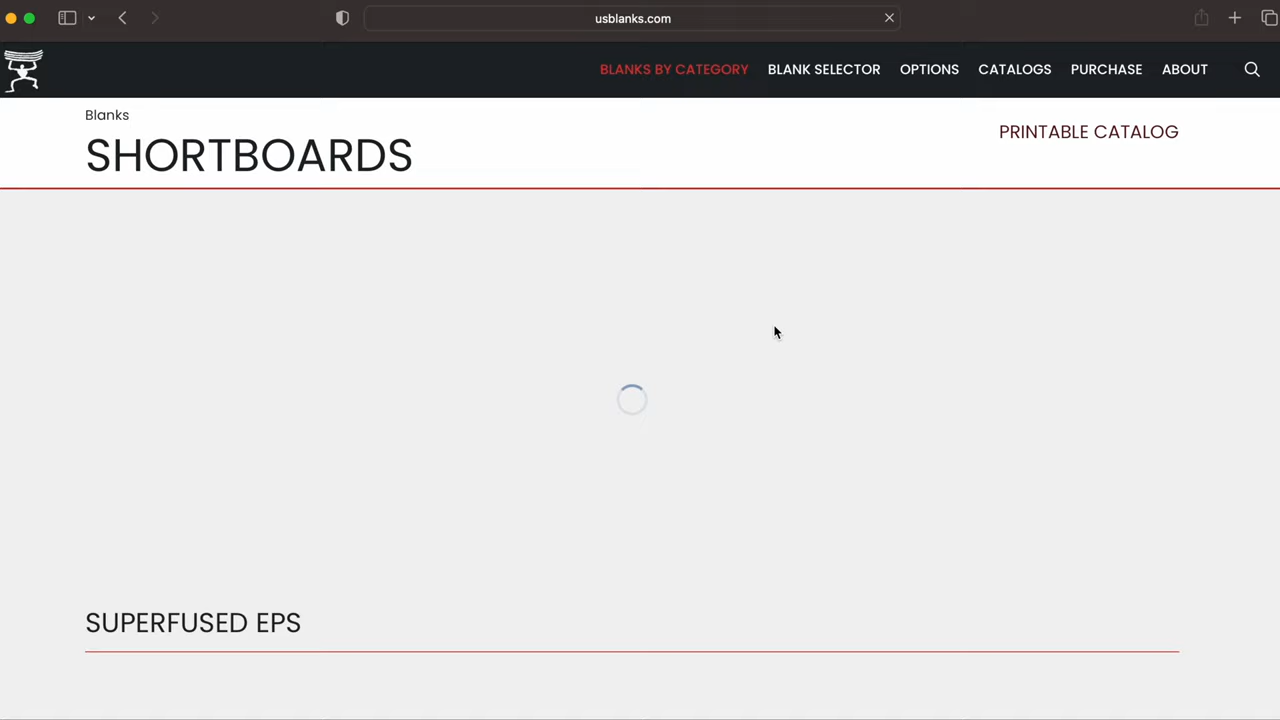 usblanks.com
BLANKS BY CATEGORY BLANK SELECTOR OPTIONS CATALOGS PURCHASE ABOUT
Blanks
SHORTBOARDS
PRINTABLE CATALOG
SUPERFUSED EPS